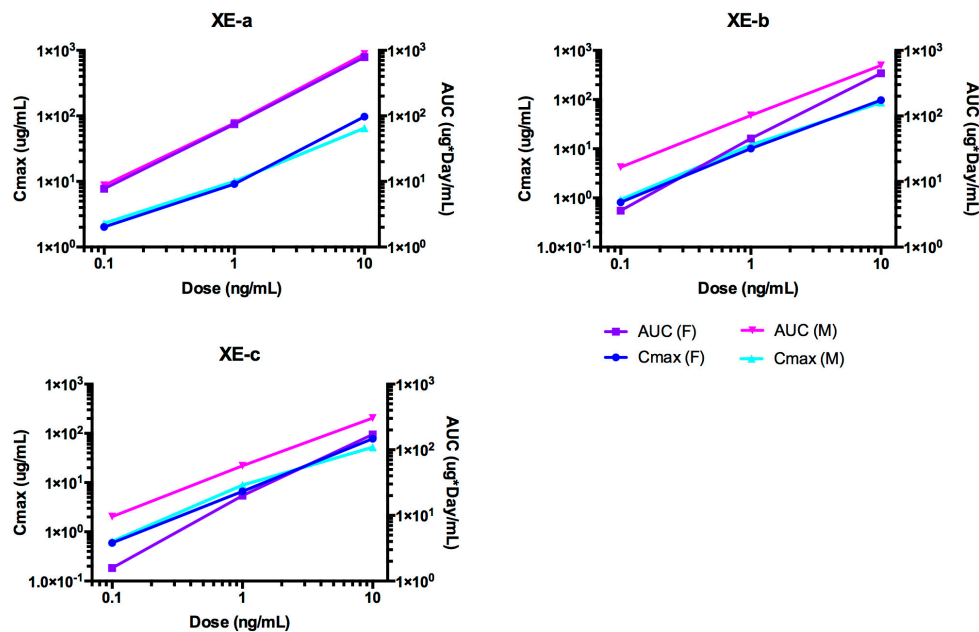 XE-a
Cmax (ug/mL)
1×10³
1×10²
1×10¹
1×10⁰
0.1
1
10
Dose (ng/mL)
1×10³
1×10²
1×10¹
1×10⁰
AUC (ug*Day/mL)
XE-b
Cmax (ug/mL)
1×10³
1×10²
1×10¹
1×10⁰
1.0×10⁻¹
0.1
1
10
Dose (ng/mL)
1×10³
1×10²
1×10¹
1×10⁰
AUC (ug*Day/mL)
AUC (F)
AUC (M)
Cmax (F)
Cmax (M)
XE-c
Cmax (ug/mL)
1×10³
1×10²
1×10¹
1×10⁰
1.0×10⁻¹
0.1
1
10
Dose (ng/mL)
1×10³
1×10²
1×10¹
1×10⁰
AUC (ug*Day/mL)